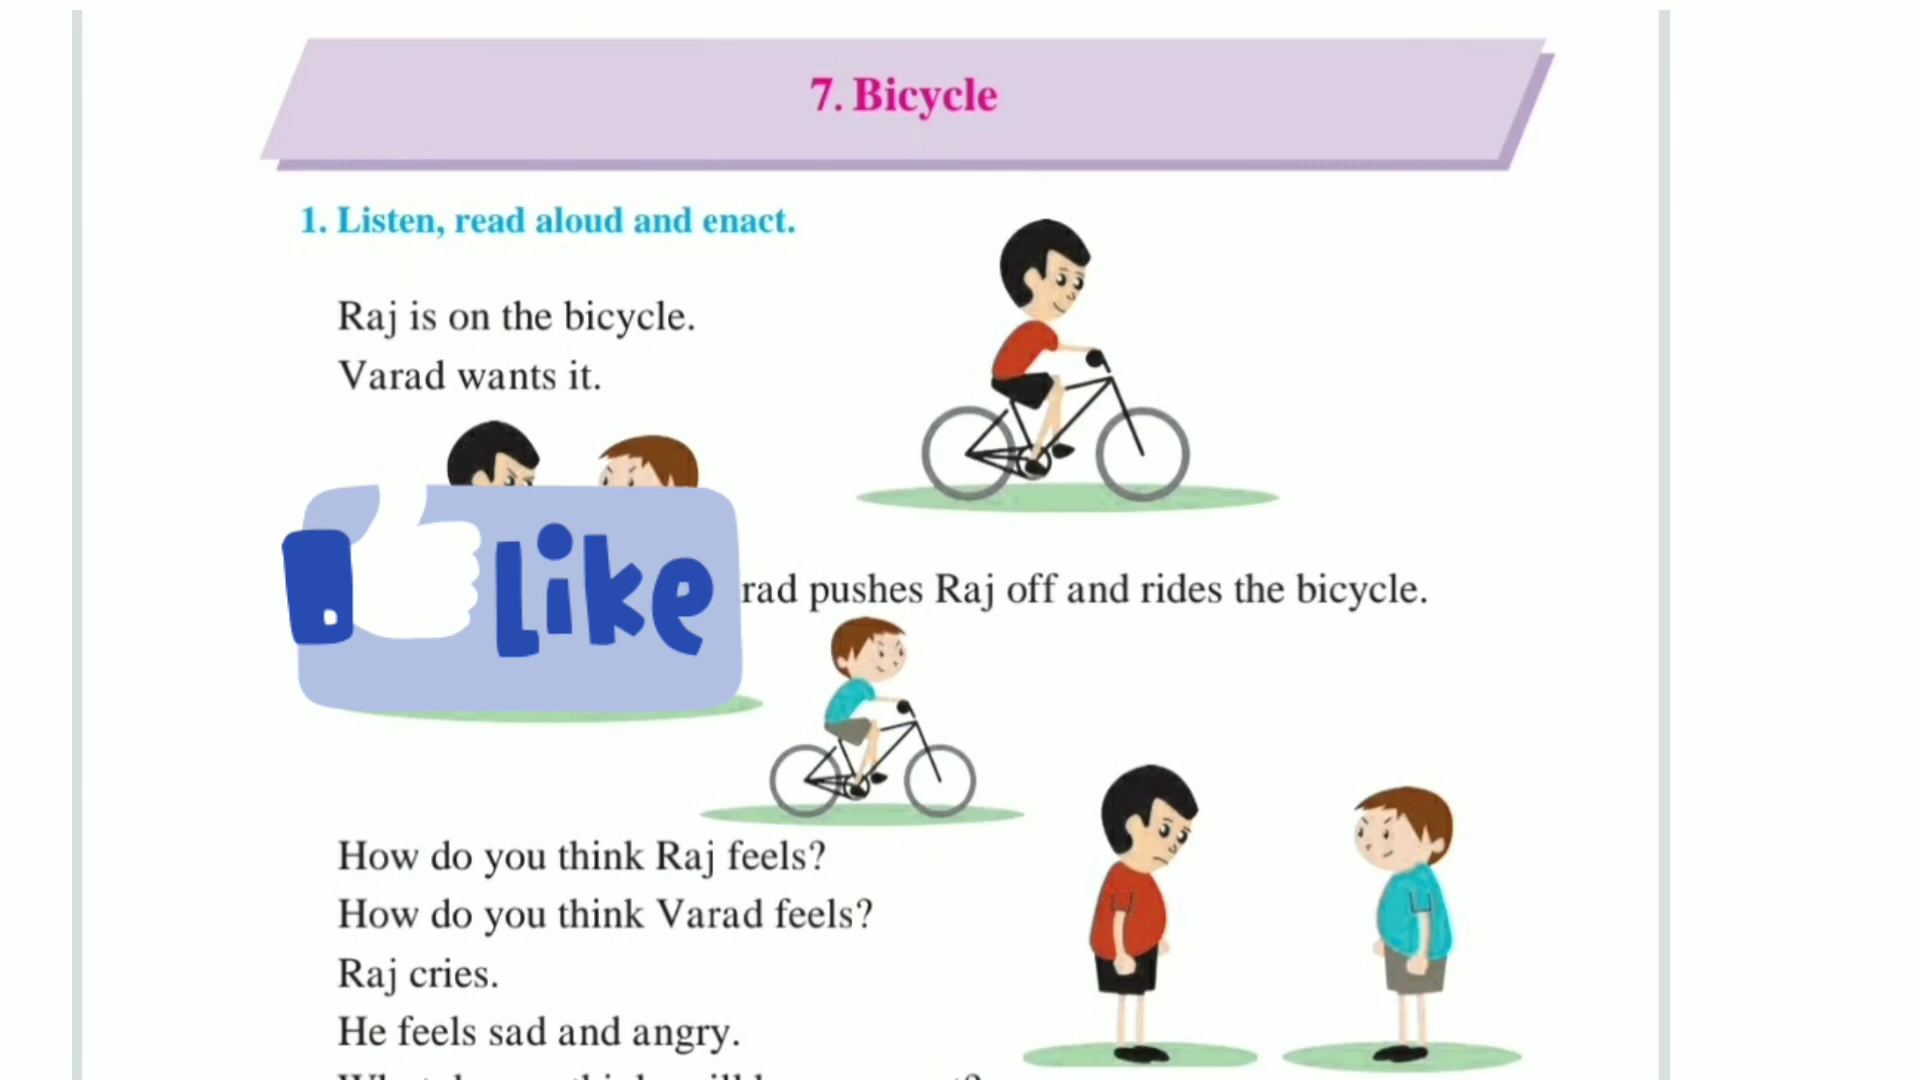 7. Bicycle
1. Listen, read aloud and enact.
Raj is on the bicycle.
Varad wants it.
Like
rad pushes Raj off and rides the bicycle.
How do you think Raj feels?
How do you think Varad feels?
Raj cries.
He feels sad and angry.